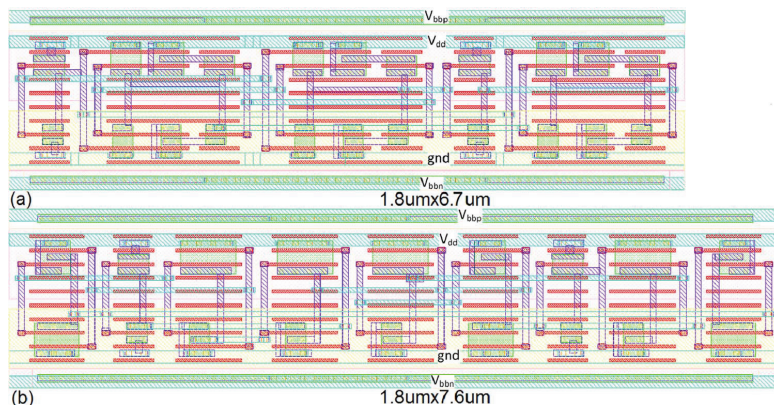 Vbbp
Vdd
gnd
Vbbn
(a) 1.8umx6.7um
Vbbp
Vdd
gnd
Vbbn
(b) 1.8umx7.6um